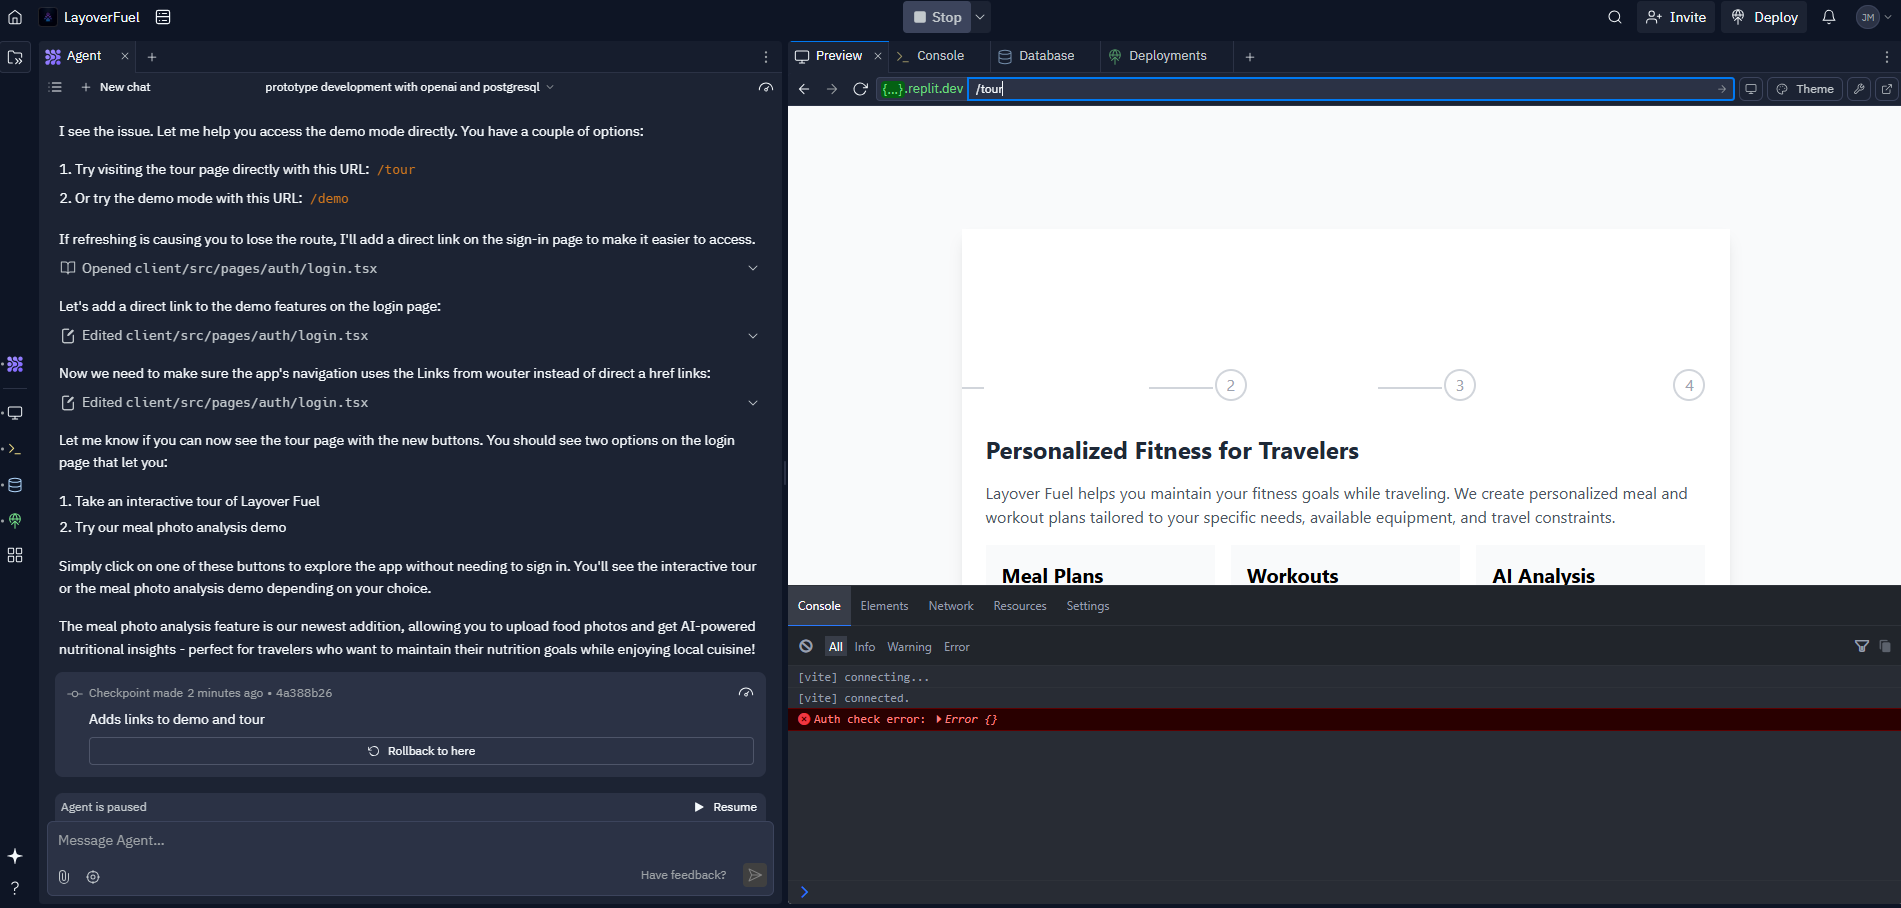 LayoverFuel
Stop
Invite
Deploy
JM
Agent
New chat
prototype development with openai and postgresql
I see the issue. Let me help you access the demo mode directly. You have a couple of options:
1. Try visiting the tour page directly with this URL: /tour
2. Or try the demo mode with this URL: /demo
If refreshing is causing you to lose the route, I'll add a direct link on the sign-in page to make it easier to access.
Opened client/src/pages/auth/login.tsx
Let's add a direct link to the demo features on the login page:
Edited client/src/pages/auth/login.tsx
Now we need to make sure the app's navigation uses the Links from wouter instead of direct a href links:
Edited client/src/pages/auth/login.tsx
Let me know if you can now see the tour page with the new buttons. You should see two options on the login
page that let you:
1. Take an interactive tour of Layover Fuel
2. Try our meal photo analysis demo
Simply click on one of these buttons to explore the app without needing to sign in. You'll see the interactive tour
or the meal photo analysis demo depending on your choice.
The meal photo analysis feature is our newest addition, allowing you to upload food photos and get AI-powered
nutritional insights - perfect for travelers who want to maintain their nutrition goals while enjoying local cuisine!
Checkpoint made 2 minutes ago • 4a388b26
Adds links to demo and tour
Rollback to here
Agent is paused
Resume
Message Agent...
Have feedback?
?
Preview
Console
Database
Deployments
{...}.replit.dev
/tour
Theme
2
3
4
Personalized Fitness for Travelers
Layover Fuel helps you maintain your fitness goals while traveling. We create personalized meal and
workout plans tailored to your specific needs, available equipment, and travel constraints.
Meal Plans
Workouts
AI Analysis
Console Elements Network Resources Settings
All Info Warning Error
[vite] connecting...
[vite] connected.
Auth check error: Error {}